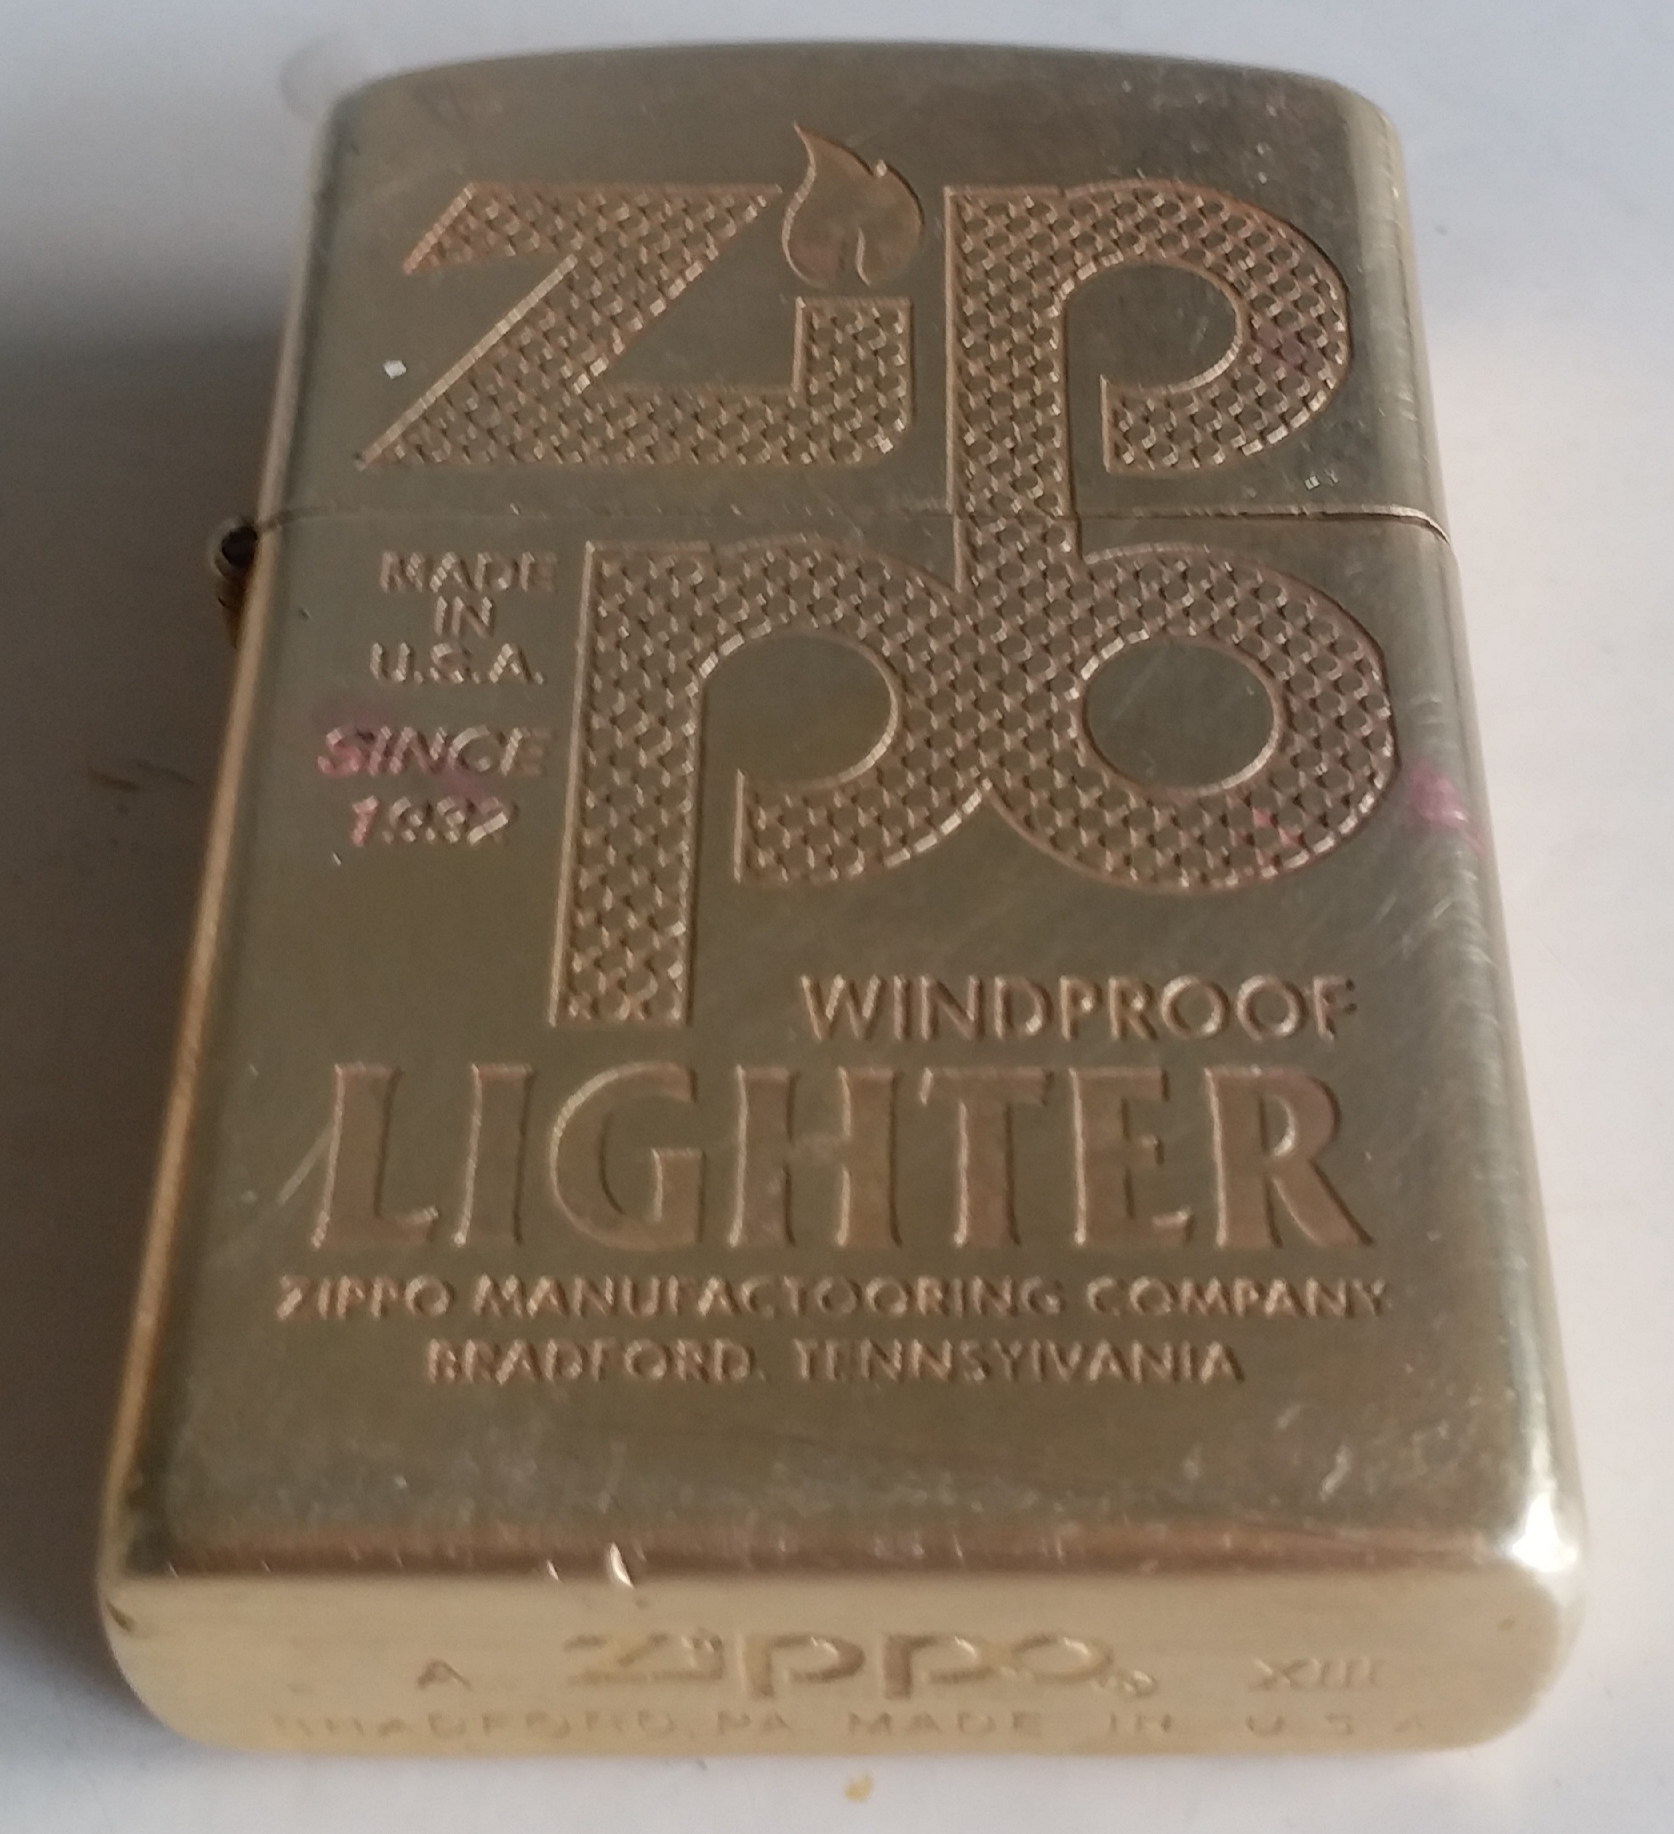 Zippo
MADE
IN
U.S.A.
SINCE
1932
WINDPROOF
LIGHTER
ZIPPO MANUFACTOORING COMPANY
BRADFORD. TENNSYIVANIA
A Zippo® XIII
BRADFORD, PA MADE IN U S A